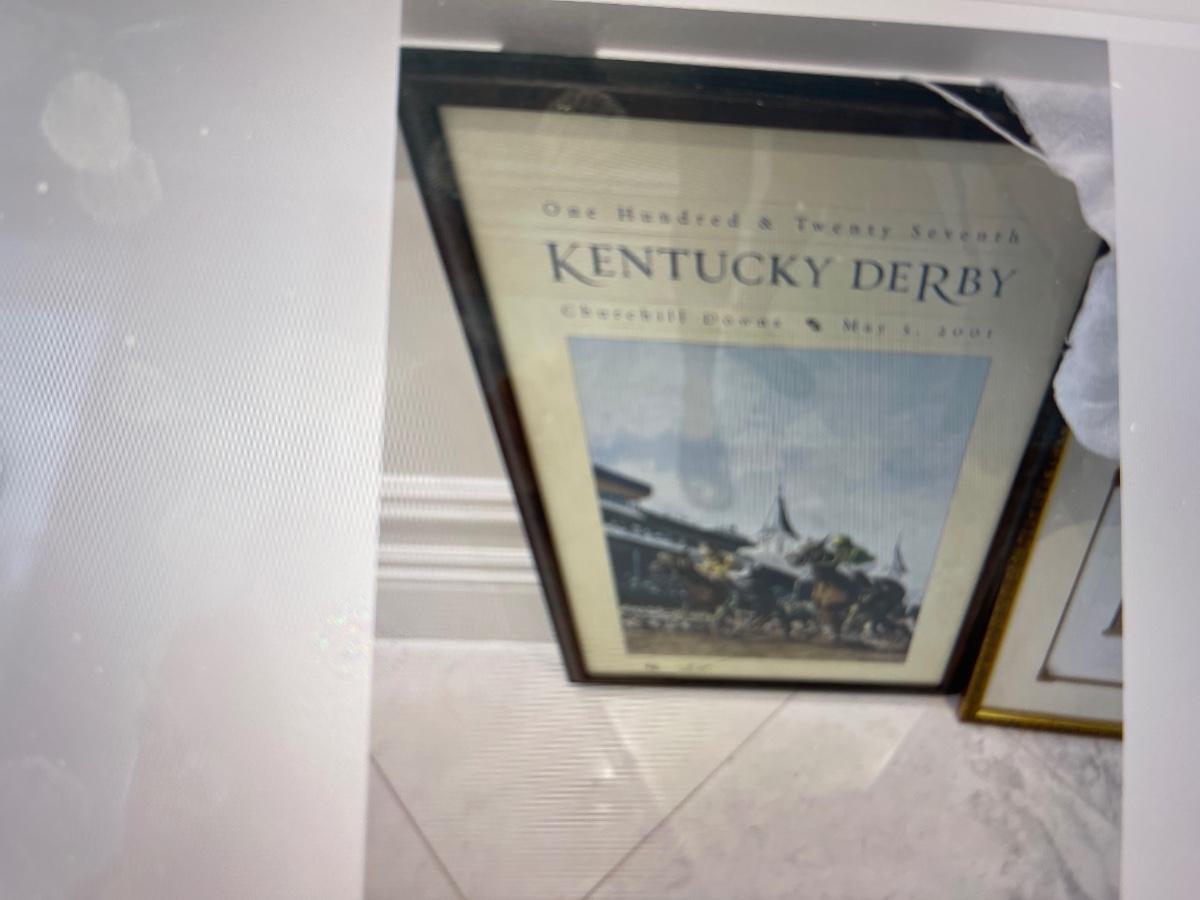 One Hundred & Twenty Seventh
KENTUCKY DERBY
Churchill Downs May 5, 2001